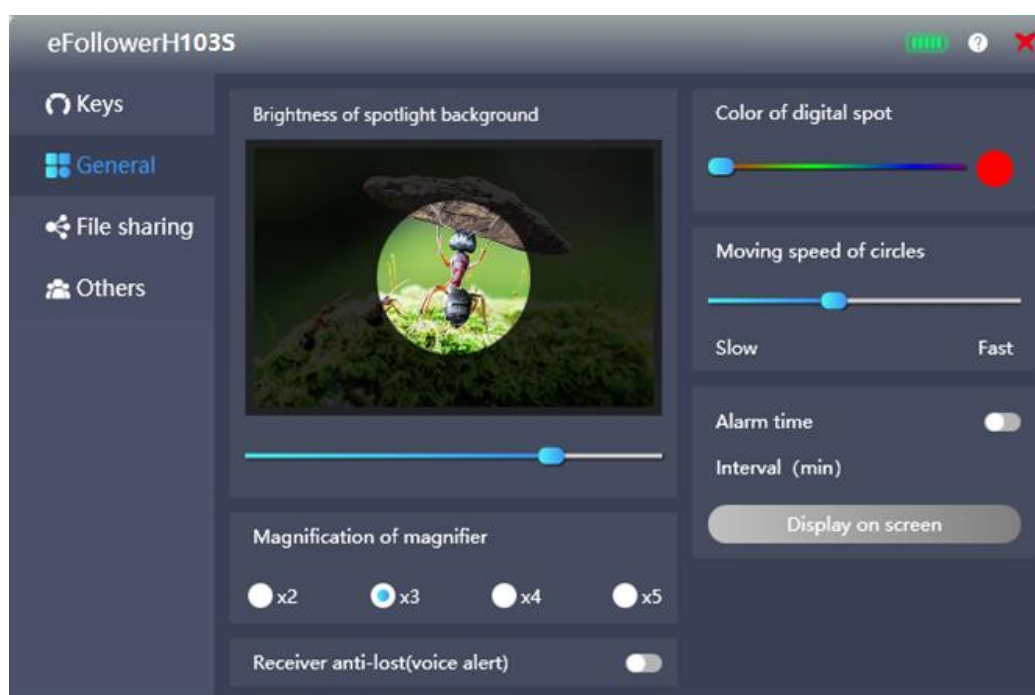 eFollowerH103S
?
Keys
General
File sharing
Others
Brightness of spotlight background
Magnification of magnifier
x2
x3
x4
x5
Receiver anti-lost(voice alert)
Color of digital spot
Moving speed of circles
Slow
Fast
Alarm time
Interval (min)
Display on screen